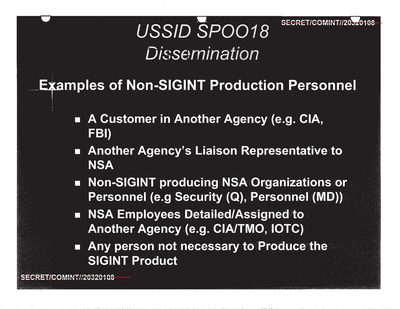 SECRET/COMINT//20320108
USSID SPOO18
Dissemination
Examples of Non-SIGINT Production Personnel
■ A Customer in Another Agency (e.g. CIA,
FBI)
■ Another Agency's Liaison Representative to
NSA
■ Non-SIGINT producing NSA Organizations or
Personnel (e.g Security (Q), Personnel (MD))
■ NSA Employees Detailed/Assigned to
Another Agency (e.g. CIA/TMO, IOTC)
■ Any person not necessary to Produce the
SIGINT Product
SECRET/COMINT//20320108